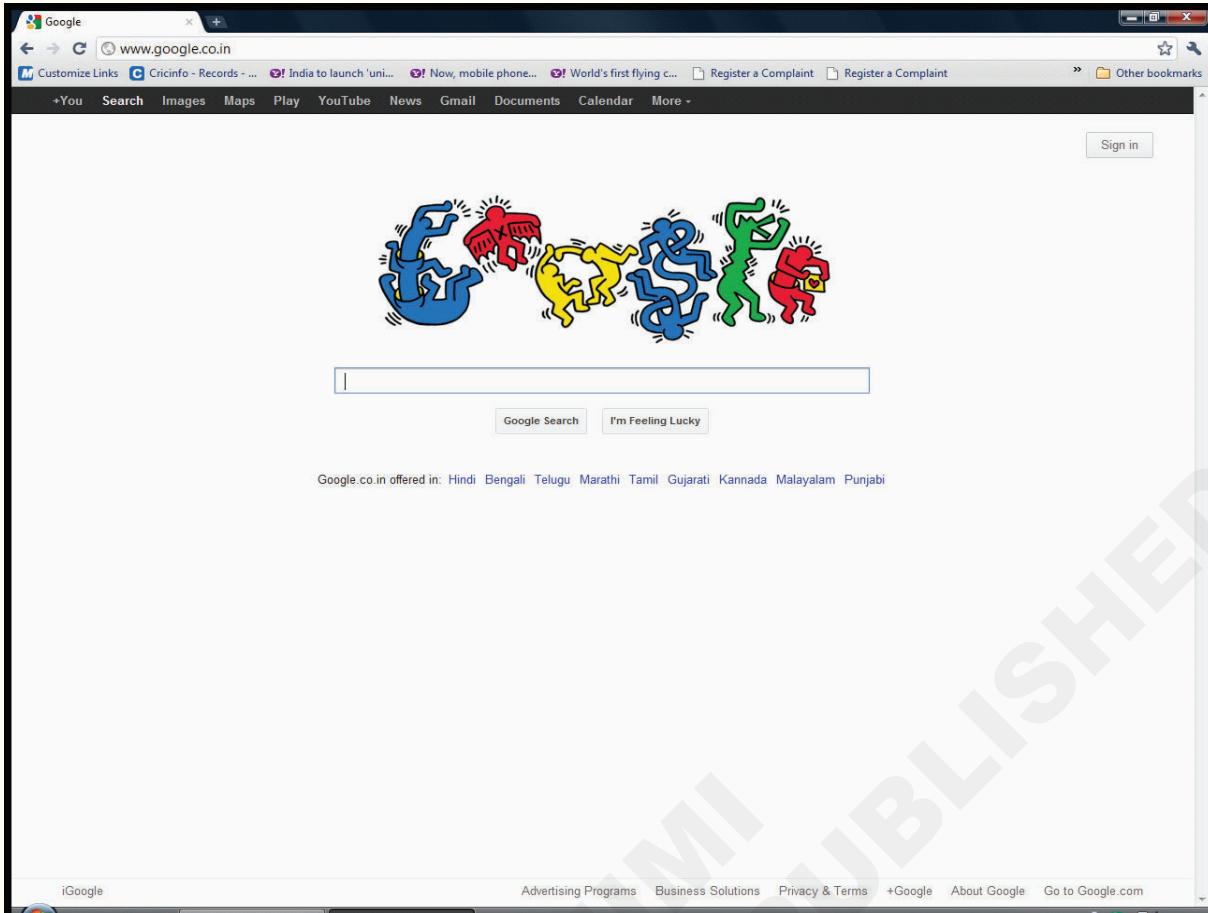 Google
www.google.co.in
Customize Links Cricinfo - Records - ... India to launch 'uni... Now, mobile phone... World's first flying c... Register a Complaint Register a Complaint » Other bookmarks
+You Search Images Maps Play YouTube News Gmail Documents Calendar More
Sign in
Google Search I'm Feeling Lucky
Google.co.in offered in: Hindi Bengali Telugu Marathi Tamil Gujarati Kannada Malayalam Punjabi
iGoogle Advertising Programs Business Solutions Privacy & Terms +Google About Google Go to Google.com